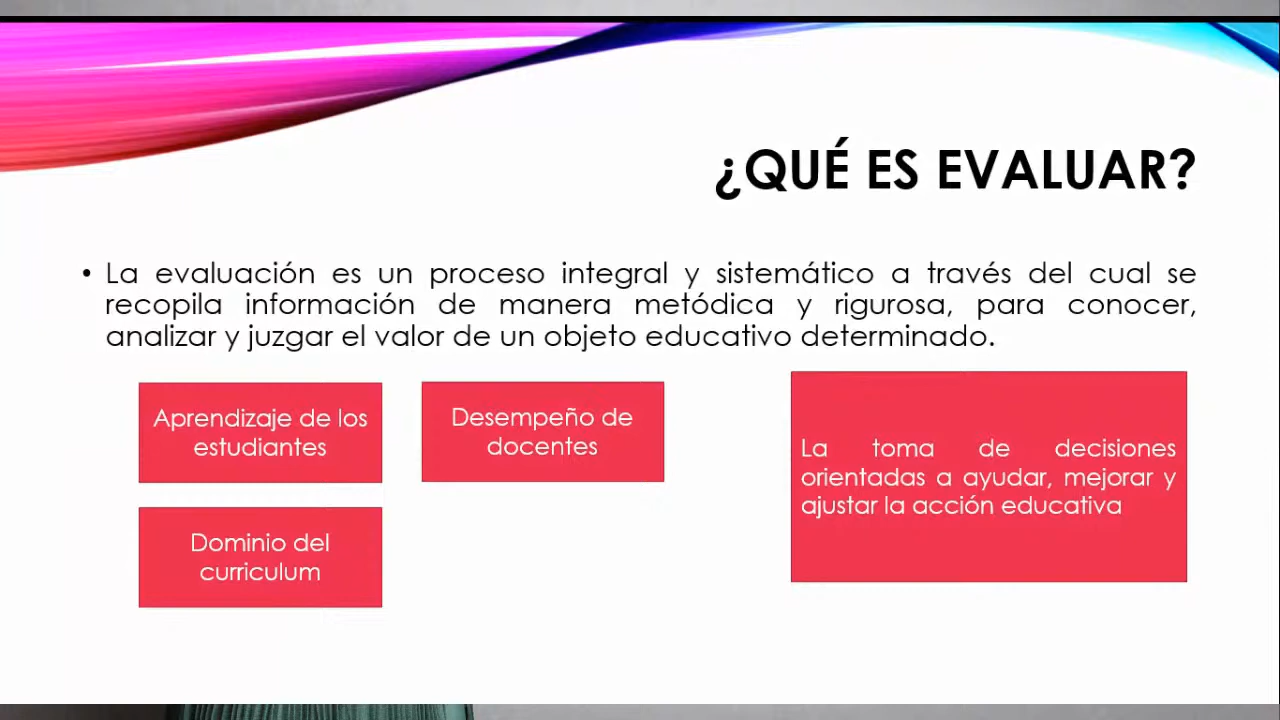 ¿QUÉ ES EVALUAR?
• La evaluación es un proceso integral y sistemático a través del cual se
recopila información de manera metódica y rigurosa, para conocer,
analizar y juzgar el valor de un objeto educativo determinado.
Aprendizaje de los
estudiantes
Desempeño de
docentes
Dominio del
curriculum
La toma de decisiones
orientadas a ayudar, mejorar y
ajustar la acción educativa